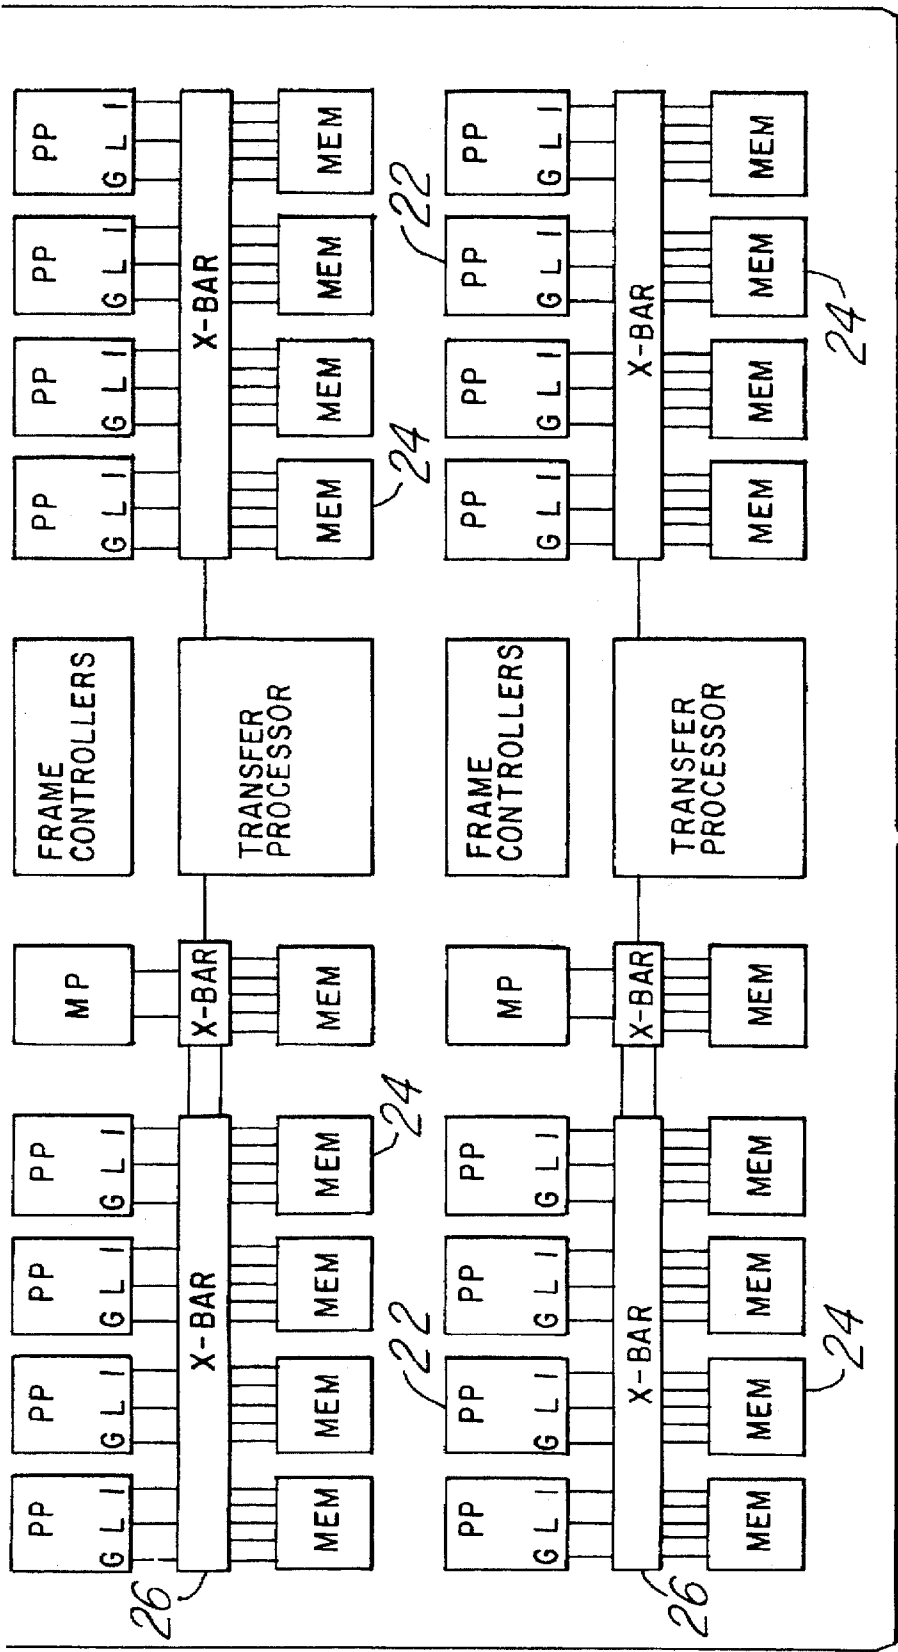 PP PP PP PP MP FRAME PP PP PP PP
CONTROLLERS
G L I G L I G L I G L I G L I G L I G L I G L I
26
X-BAR X-BAR TRANSFER X-BAR
PROCESSOR
MEM MEM MEM MEM MEM MEM MEM MEM MEM
24 24
22 22
PP PP PP PP MP FRAME PP PP PP PP
CONTROLLERS
G L I G L I G L I G L I G L I G L I G L I G L I
26
X-BAR X-BAR TRANSFER X-BAR
PROCESSOR
MEM MEM MEM MEM MEM MEM MEM MEM MEM
24 24